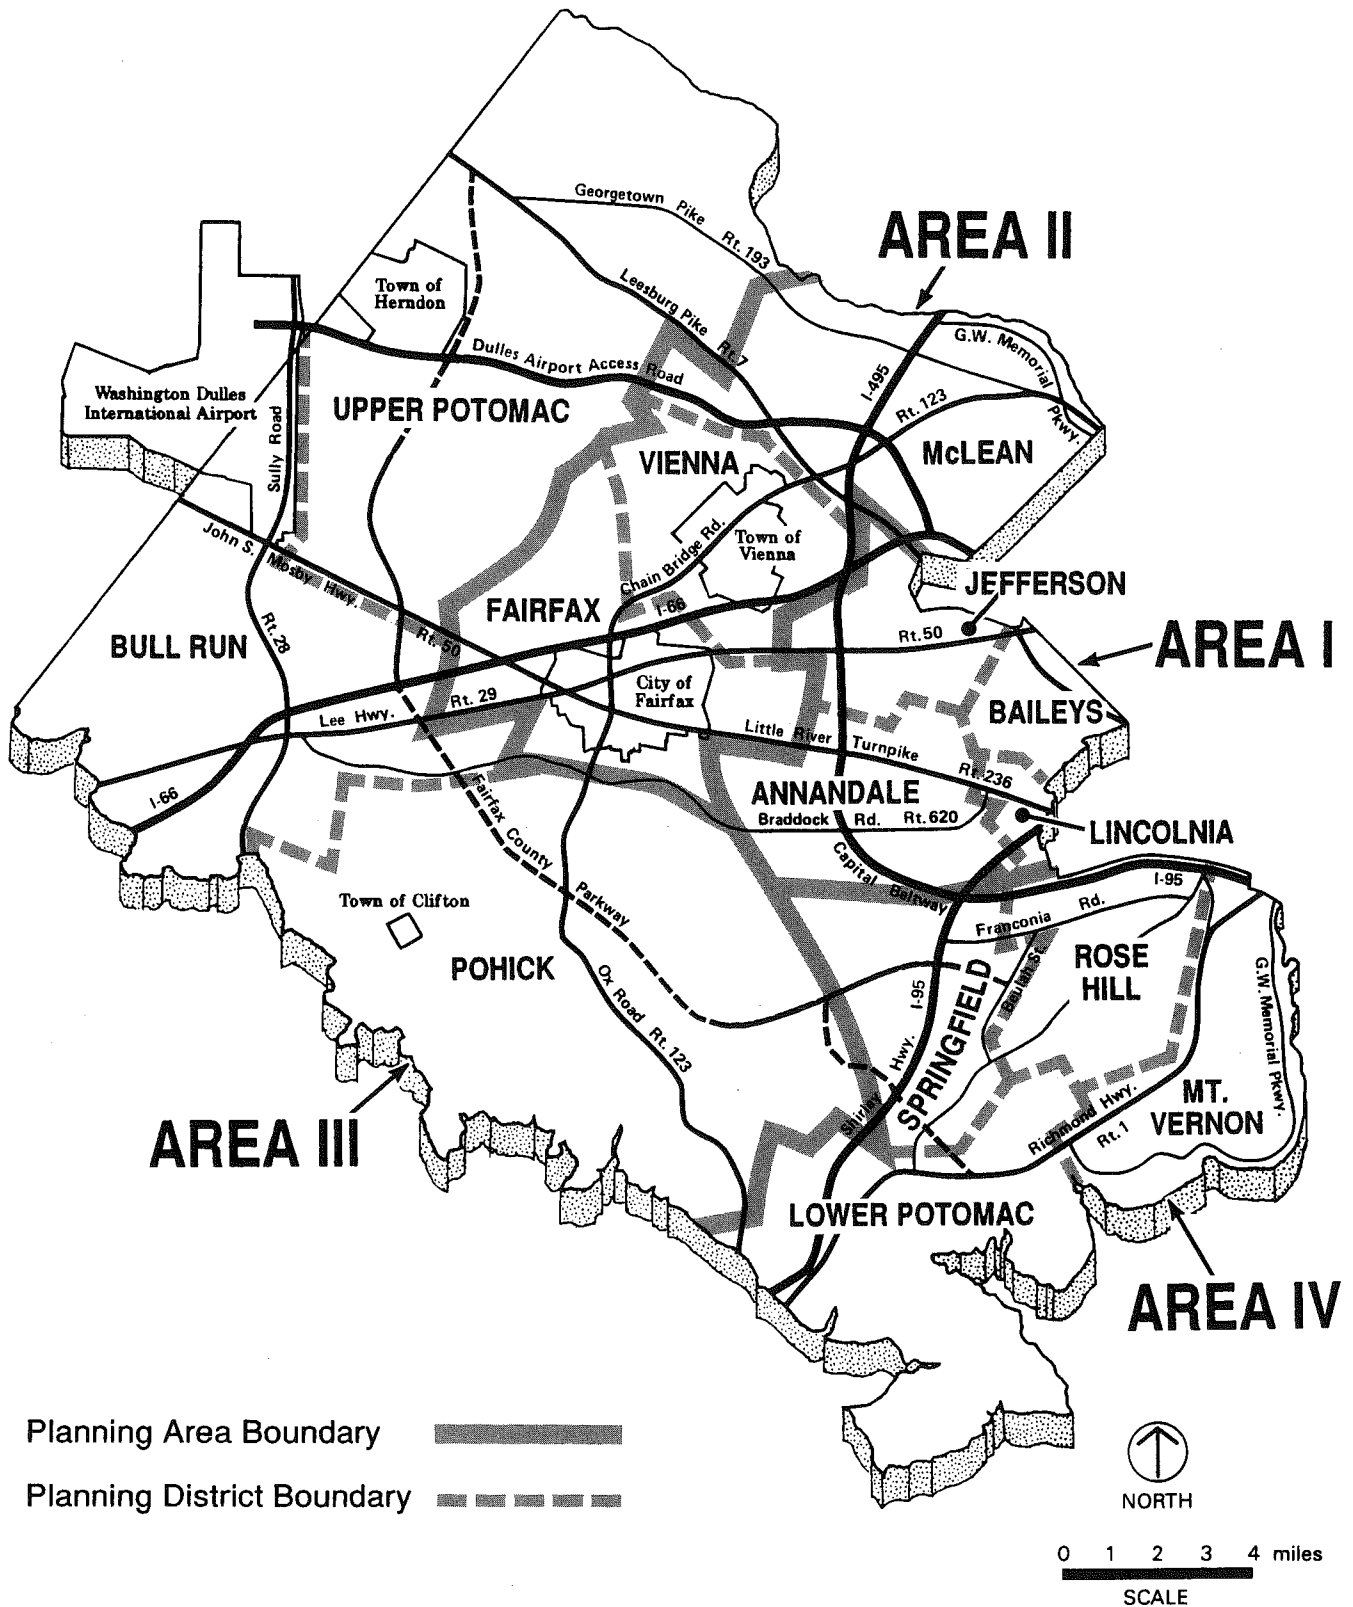 Georgetown Pike Rt. 193
AREA II
Town of
Herndon
Leesburg Pike Rt. 7
G.W. Memorial Pkwy.
Dulles Airport Access Road
I-495
Rt. 123
Washington Dulles
International Airport
UPPER POTOMAC
Sully Road
VIENNA
McLEAN
John S. Mosby Hwy. Rt. 50
Chain Bridge Rd.
Town of
Vienna
JEFFERSON
FAIRFAX
I-66
Rt. 50
AREA I
BULL RUN
Rt. 28
City of
Fairfax
Lee Hwy. Rt. 29
BAILEYS
Little River Turnpike Rt. 236
I-66
Fairfax County Parkway
ANNANDALE
Braddock Rd. Rt. 620
LINCOLNIA
Capital Beltway
I-95
Town of Clifton
Franconia Rd.
POHICK
Ox Road Rt. 123
I-95
SPRINGFIELD
Beulah St.
ROSE
HILL
G.W. Memorial Pkwy.
Shirley Hwy.
AREA III
Richmond Hwy.
Rt. 1
MT.
VERNON
LOWER POTOMAC
AREA IV
Planning Area Boundary
Planning District Boundary
NORTH
0 1 2 3 4 miles
SCALE